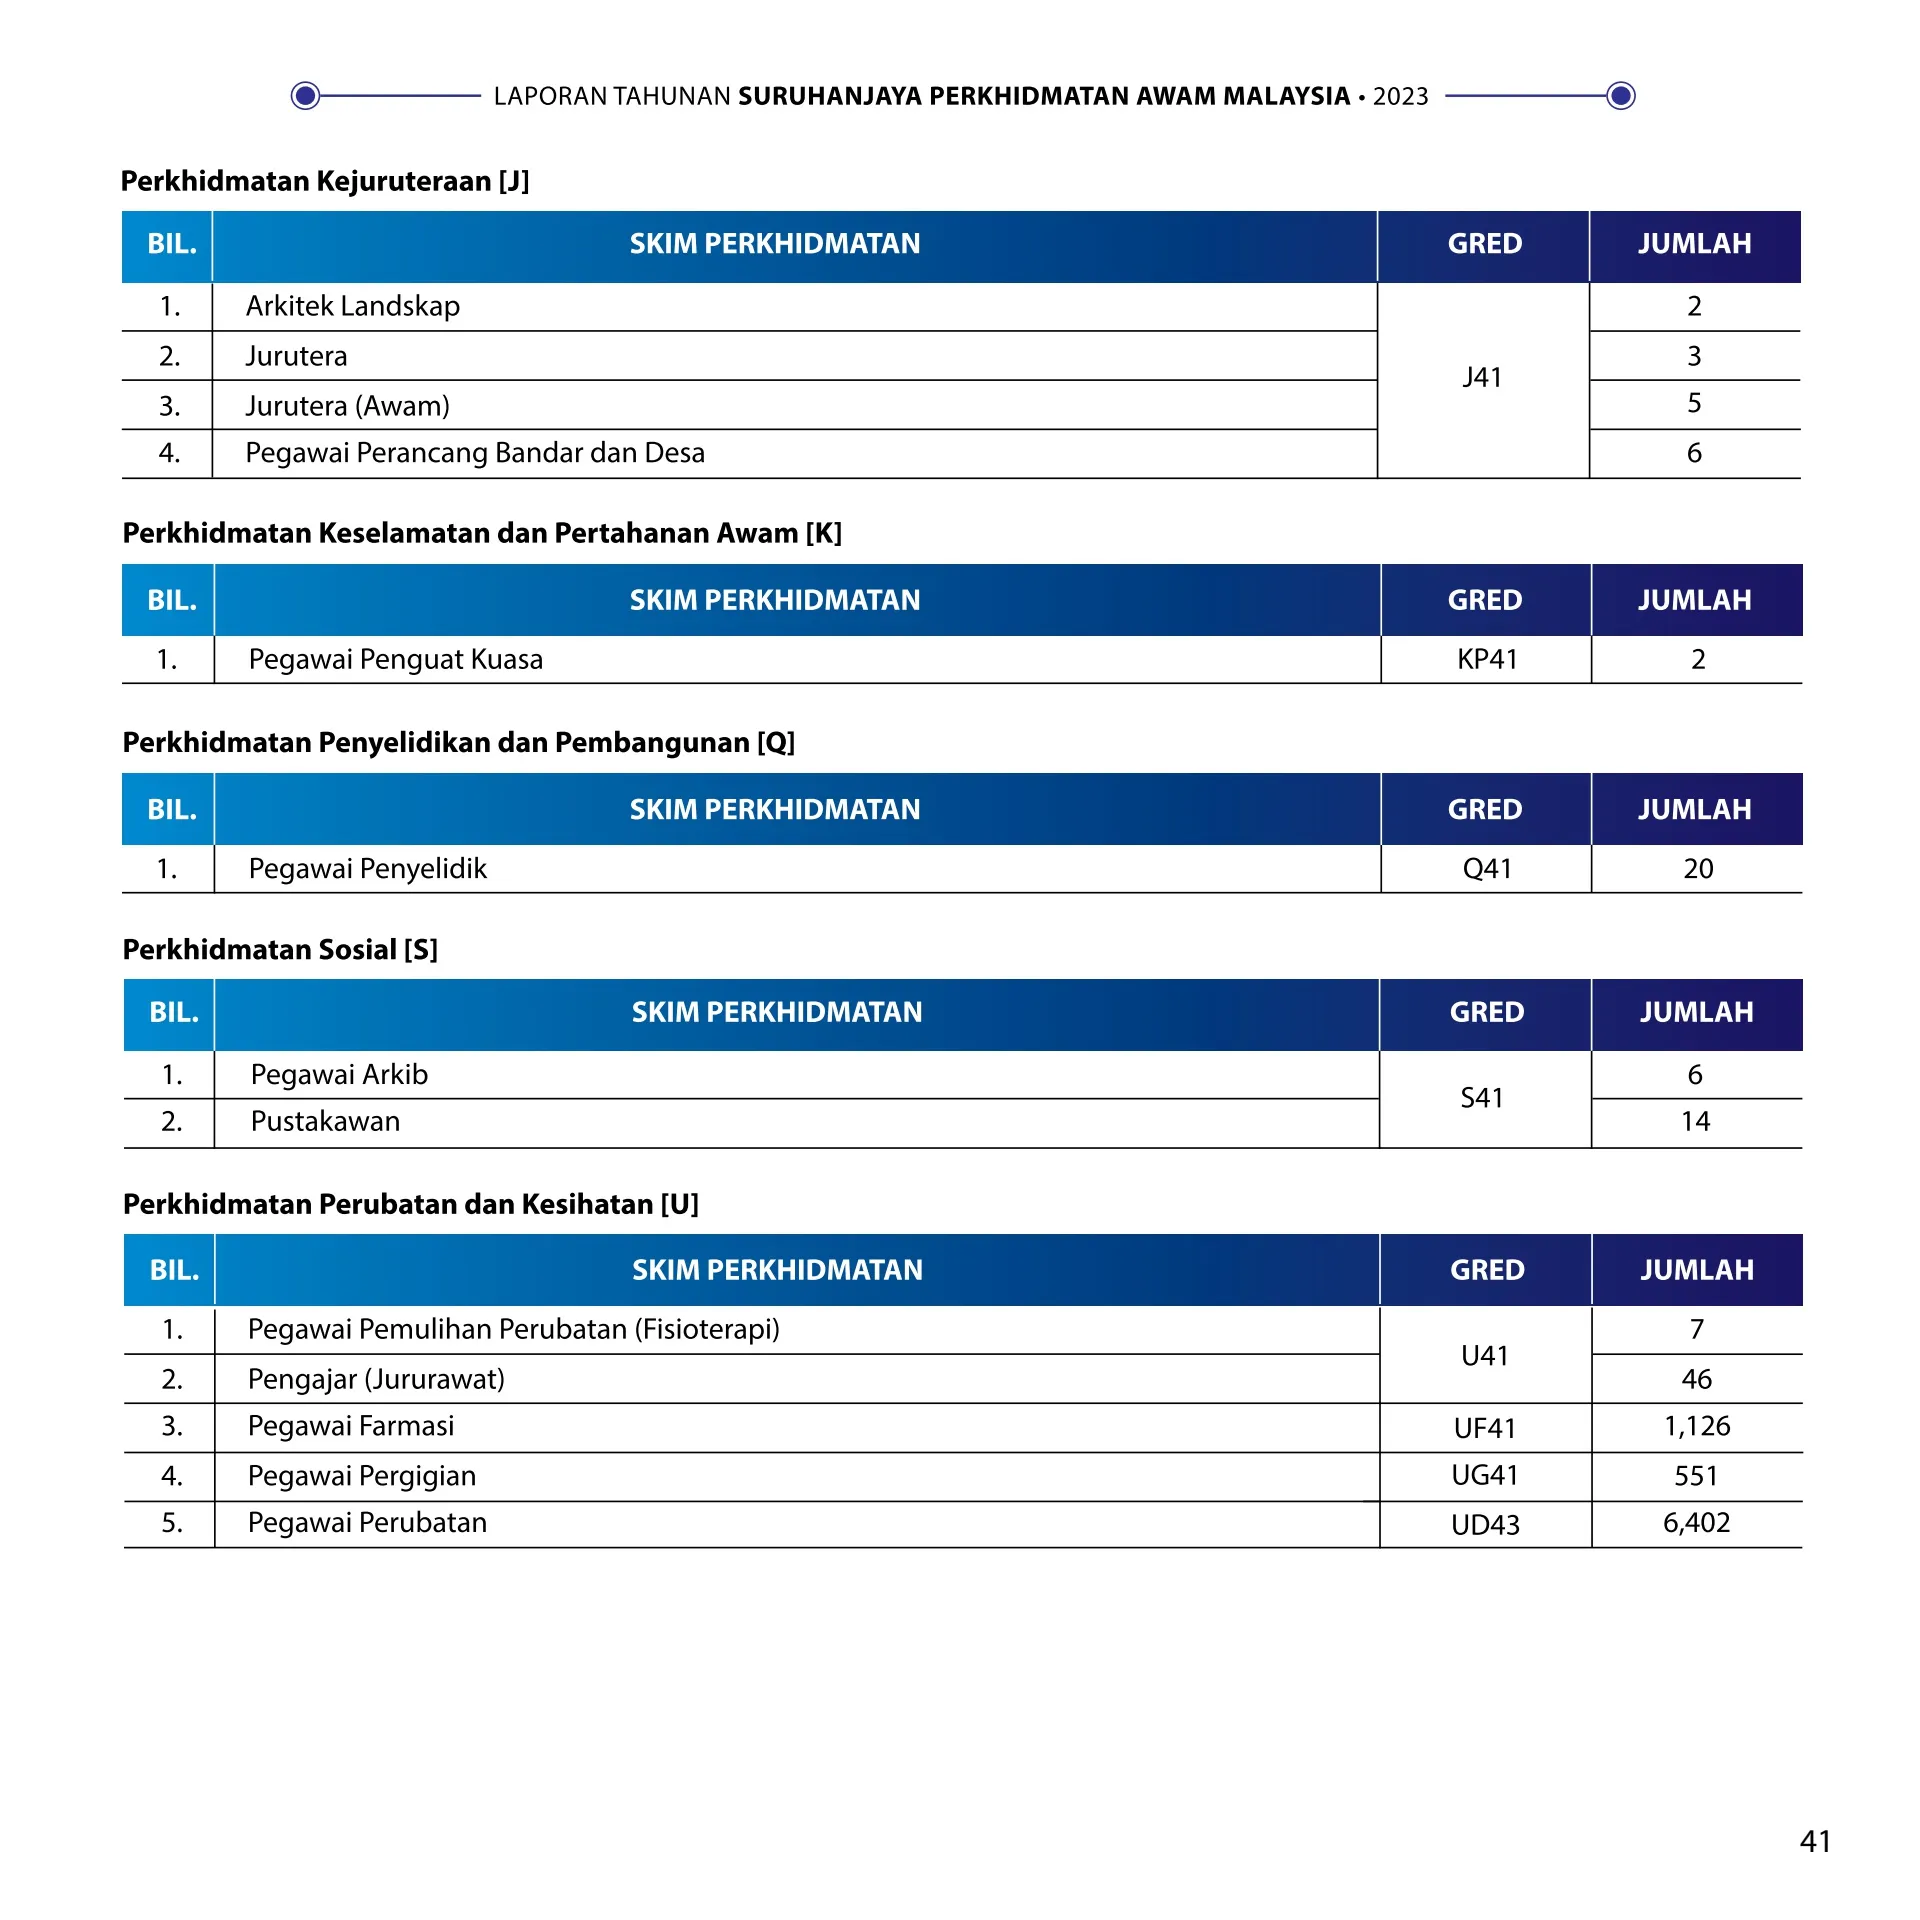 LAPORAN TAHUNAN SURUHANJAYA PERKHIDMATAN AWAM MALAYSIA • 2023
Perkhidmatan Kejuruteraan [J]
BIL. SKIM PERKHIDMATAN GRED JUMLAH
1. Arkitek Landskap 2
2. Jurutera 3
J41
3. Jurutera (Awam) 5
4. Pegawai Perancang Bandar dan Desa 6
Perkhidmatan Keselamatan dan Pertahanan Awam [K]
BIL. SKIM PERKHIDMATAN GRED JUMLAH
1. Pegawai Penguat Kuasa KP41 2
Perkhidmatan Penyelidikan dan Pembangunan [Q]
BIL. SKIM PERKHIDMATAN GRED JUMLAH
1. Pegawai Penyelidik Q41 20
Perkhidmatan Sosial [S]
BIL. SKIM PERKHIDMATAN GRED JUMLAH
1. Pegawai Arkib 6
S41
2. Pustakawan 14
Perkhidmatan Perubatan dan Kesihatan [U]
BIL. SKIM PERKHIDMATAN GRED JUMLAH
1. Pegawai Pemulihan Perubatan (Fisioterapi) 7
U41
2. Pengajar (Jururawat) 46
3. Pegawai Farmasi UF41 1,126
4. Pegawai Pergigian UG41 551
5. Pegawai Perubatan UD43 6,402
41